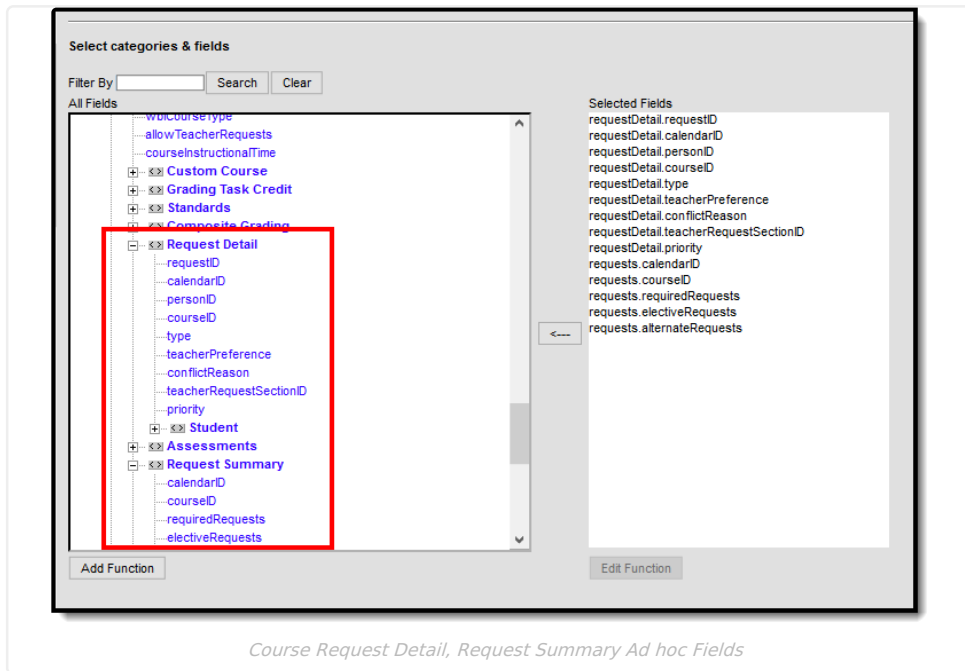 Select categories & fields
Filter By
Search
Clear
All Fields
wblCourseType
allowTeacherRequests
courseInstructionalTime
Custom Course
Grading Task Credit
Standards
Composite Grading
Request Detail
requestID
calendarID
personID
courseID
type
teacherPreference
conflictReason
teacherRequestSectionID
priority
Student
Assessments
Request Summary
calendarID
courseID
requiredRequests
electiveRequests
Add Function
<---
Selected Fields
requestDetail.requestID
requestDetail.calendarID
requestDetail.personID
requestDetail.courseID
requestDetail.type
requestDetail.teacherPreference
requestDetail.conflictReason
requestDetail.teacherRequestSectionID
requestDetail.priority
requests.calendarID
requests.courseID
requests.requiredRequests
requests.electiveRequests
requests.alternateRequests
Edit Function
Course Request Detail, Request Summary Ad hoc Fields